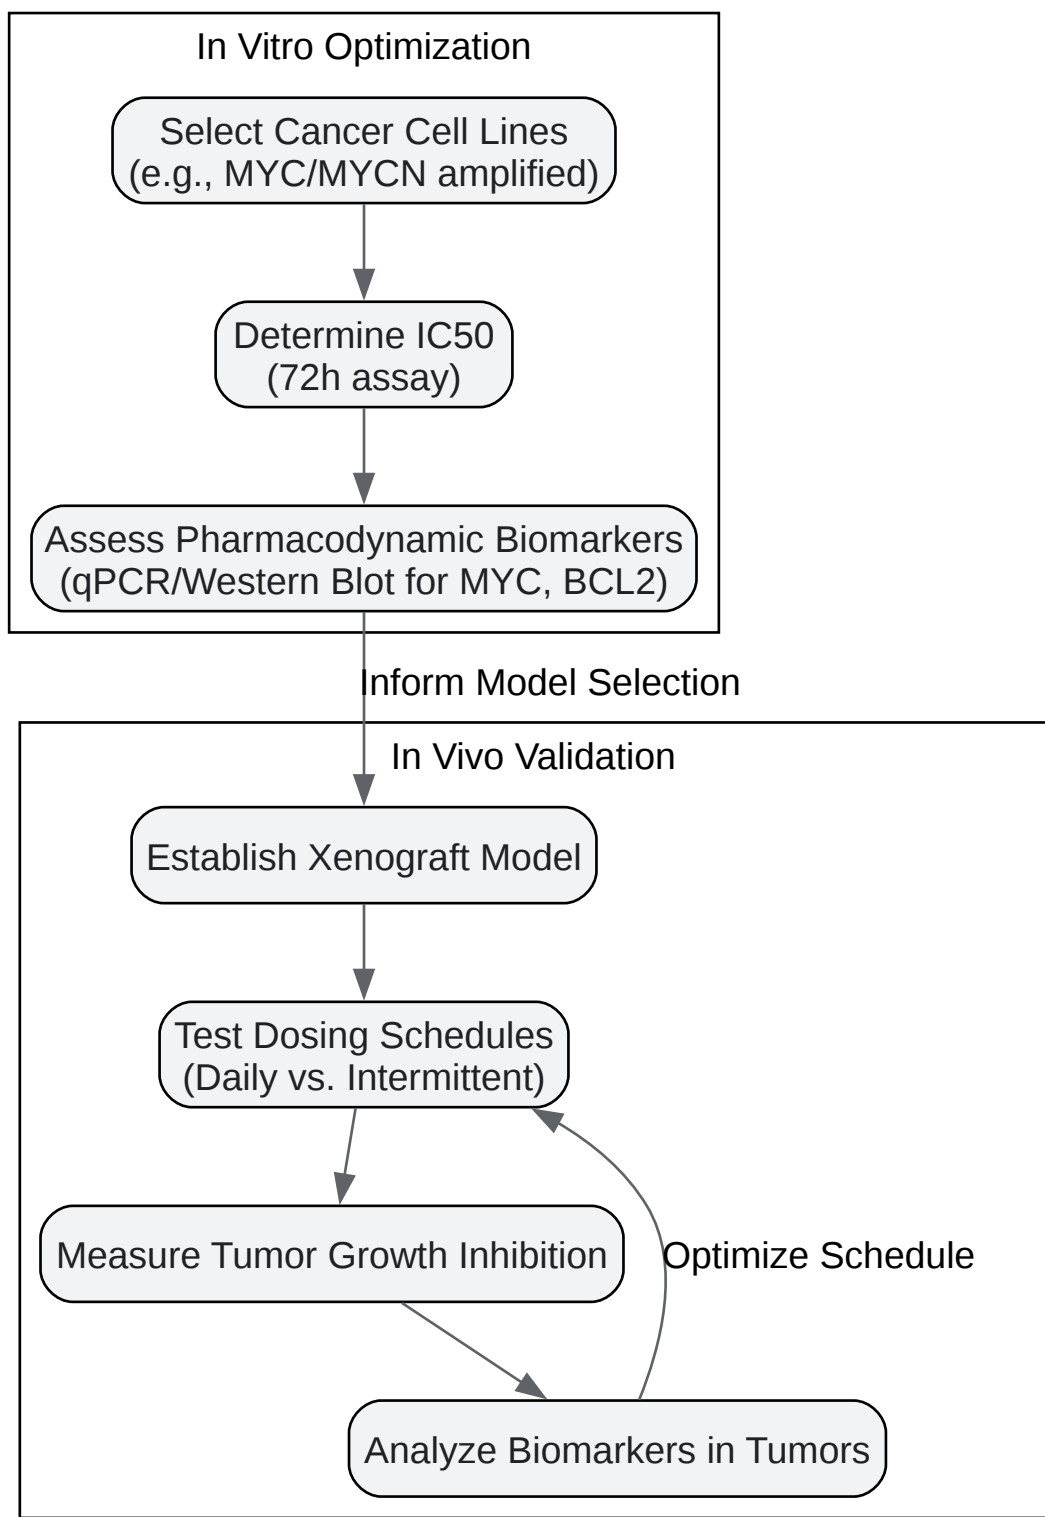 In Vitro Optimization
Select Cancer Cell Lines
(e.g., MYC/MYCN amplified)
Determine IC50
(72h assay)
Assess Pharmacodynamic Biomarkers
(qPCR/Western Blot for MYC, BCL2)
Inform Model Selection
In Vivo Validation
Establish Xenograft Model
Test Dosing Schedules
(Daily vs. Intermittent)
Measure Tumor Growth Inhibition
Optimize Schedule
Analyze Biomarkers in Tumors